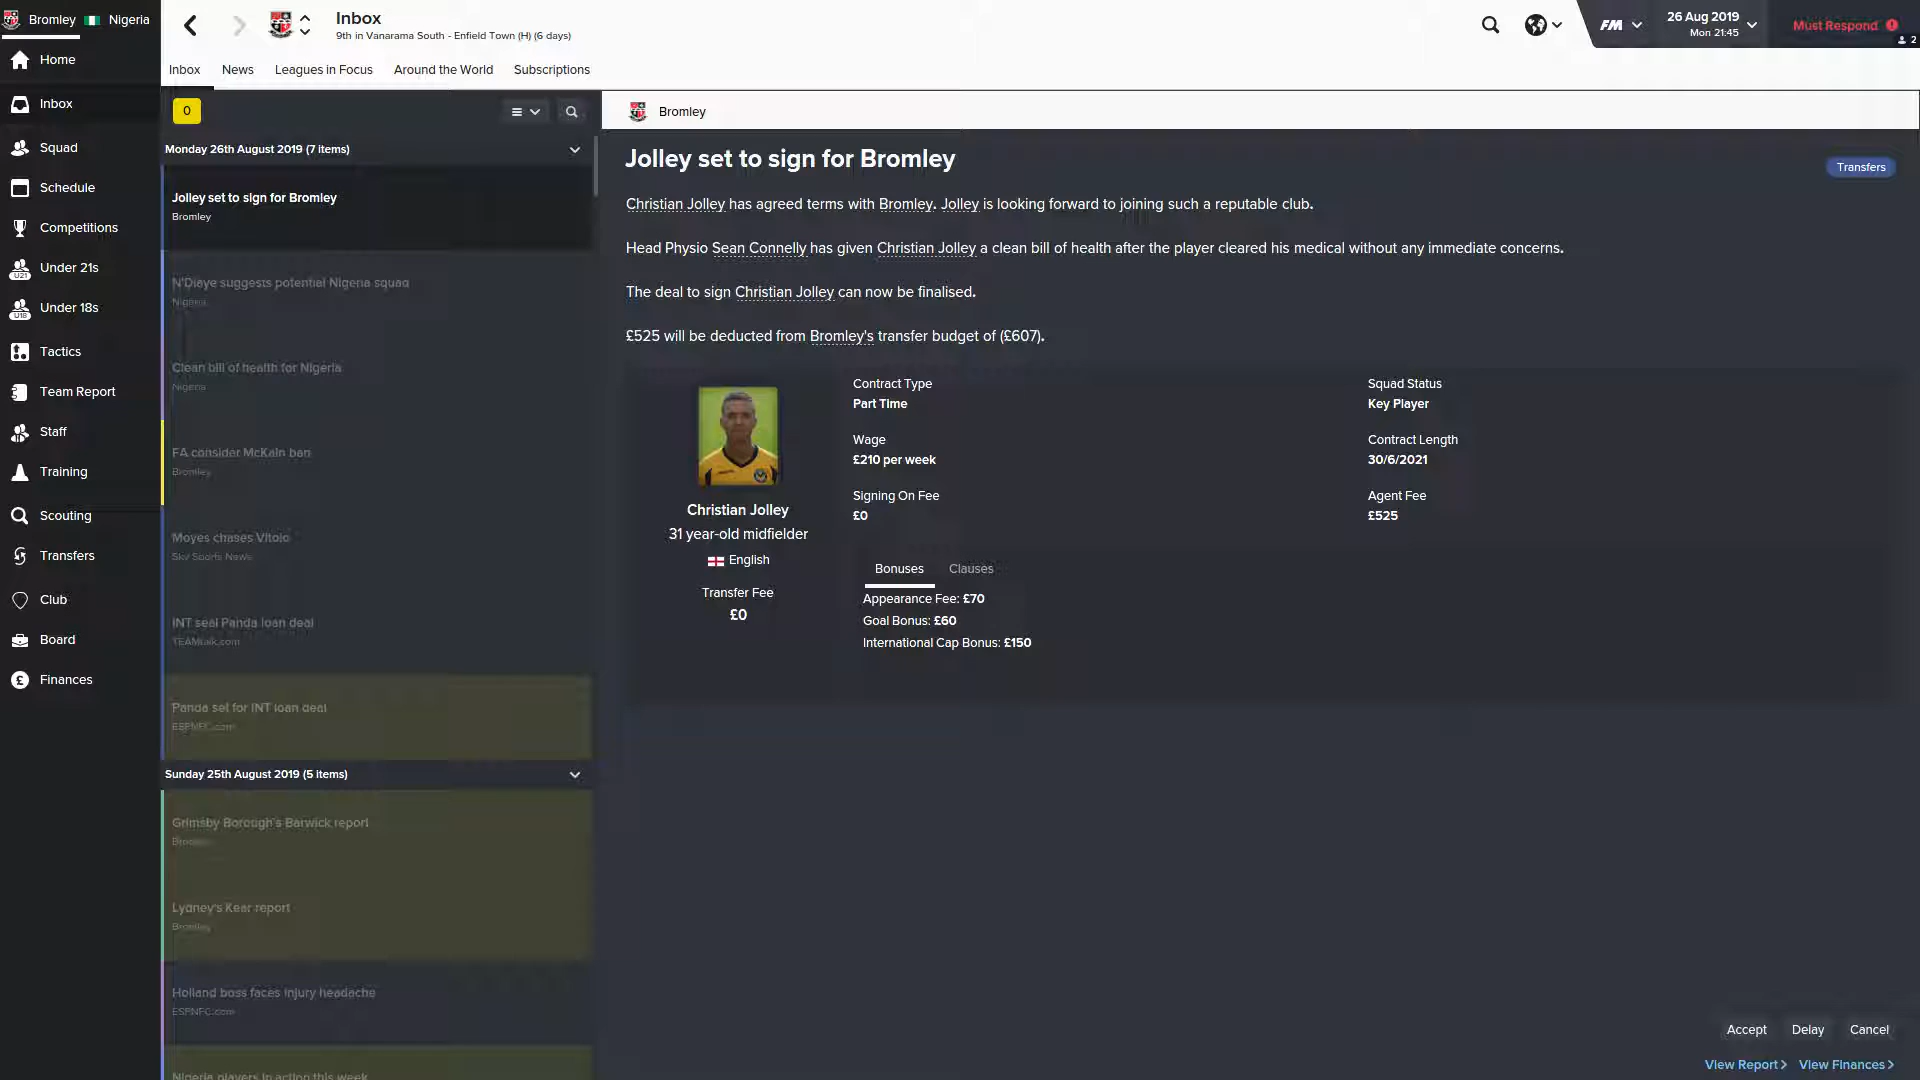 Bromley Nigeria
Home
Inbox
Squad
Schedule
Competitions
Under 21s
Under 18s
Tactics
Team Report
Staff
Training
Scouting
Transfers
Club
Board
Finances
Inbox
9th in Vanarama South - Enfield Town (H) (6 days)
FM
26 Aug 2019
Mon 21:45
Must Respond
2
Inbox News Leagues in Focus Around the World Subscriptions
0
Monday 26th August 2019 (7 items)
Jolley set to sign for Bromley
Bromley
N'Diaye suggests potential Nigeria squad
Nigeria
Clean bill of health for Nigeria
Nigeria
FA consider McKain ban
Bromley
Moyes chases Vitolo
Sky Sports News
INT seal Panda loan deal
TEAMtalk.com
Panda set for INT loan deal
ESPNFC.com
Sunday 25th August 2019 (5 items)
Grimsby Borough's Barwick report
Bromley
Lydney's Kear report
Bromley
Holland boss faces injury headache
ESPNFC.com
Nigeria players in action this week
Bromley
Jolley set to sign for Bromley
Transfers
Christian Jolley has agreed terms with Bromley. Jolley is looking forward to joining such a reputable club.
Head Physio Sean Connelly has given Christian Jolley a clean bill of health after the player cleared his medical without any immediate concerns.
The deal to sign Christian Jolley can now be finalised.
£525 will be deducted from Bromley's transfer budget of (£607).
Christian Jolley
31 year-old midfielder
English
Transfer Fee
£0
Contract Type
Part Time
Squad Status
Key Player
Wage
£210 per week
Contract Length
30/6/2021
Signing On Fee
£0
Agent Fee
£525
Bonuses Clauses
Appearance Fee: £70
Goal Bonus: £60
International Cap Bonus: £150
Accept Delay Cancel
View Report View Finances